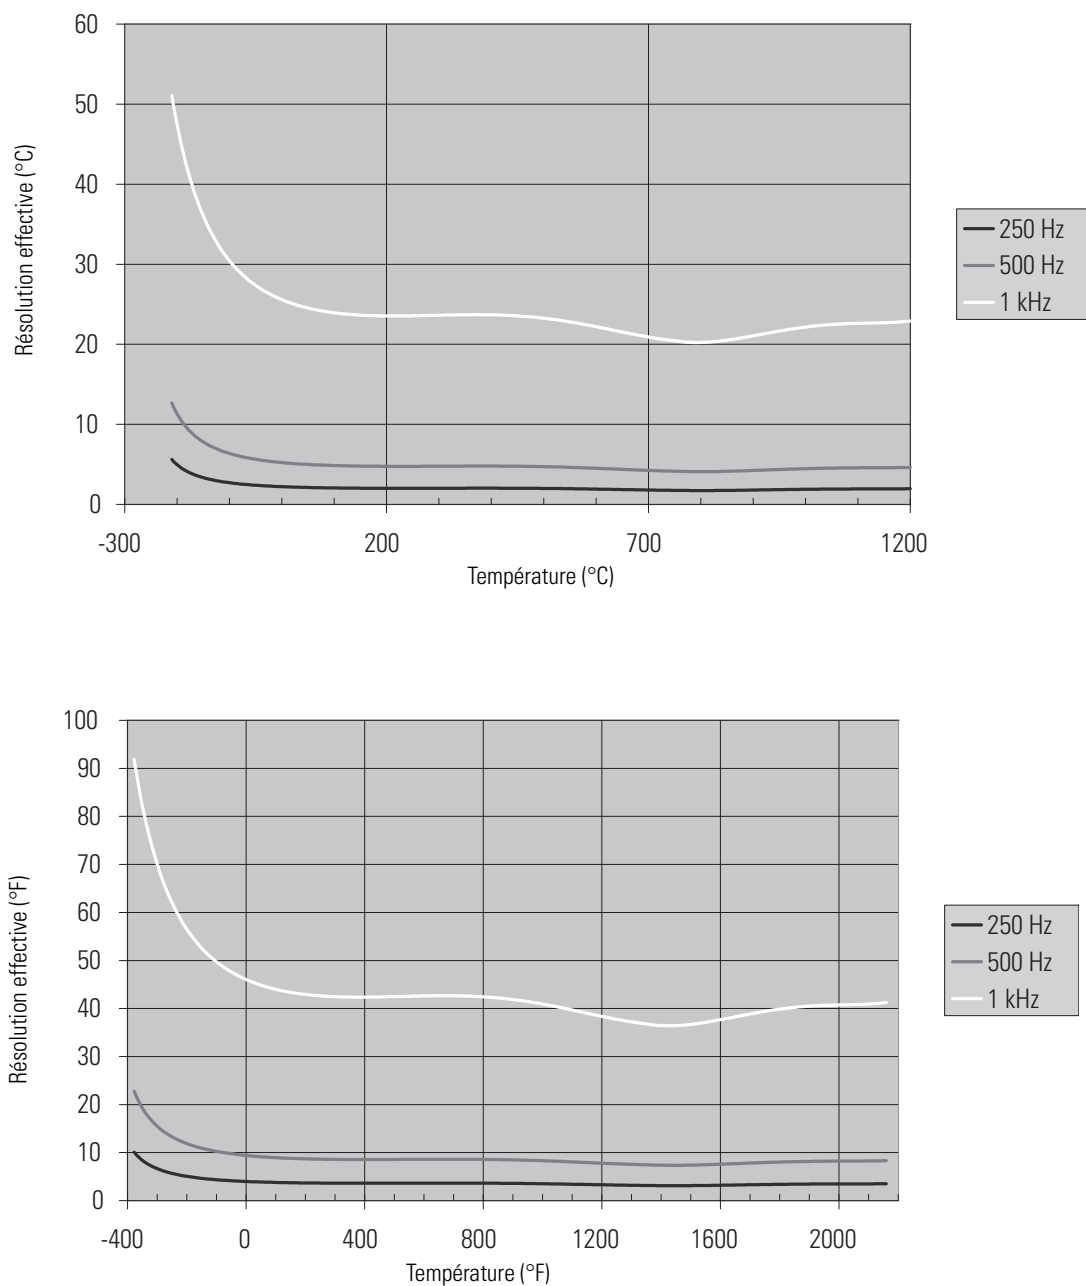 60
50
40
30
20
10
0
Résolution effective (°C)
-300 200 700 1200
Température (°C)
250 Hz
500 Hz
1 kHz
100
90
80
70
60
50
40
30
20
10
0
Résolution effective (°F)
-400 0 400 800 1200 1600 2000
Température (°F)
250 Hz
500 Hz
1 kHz